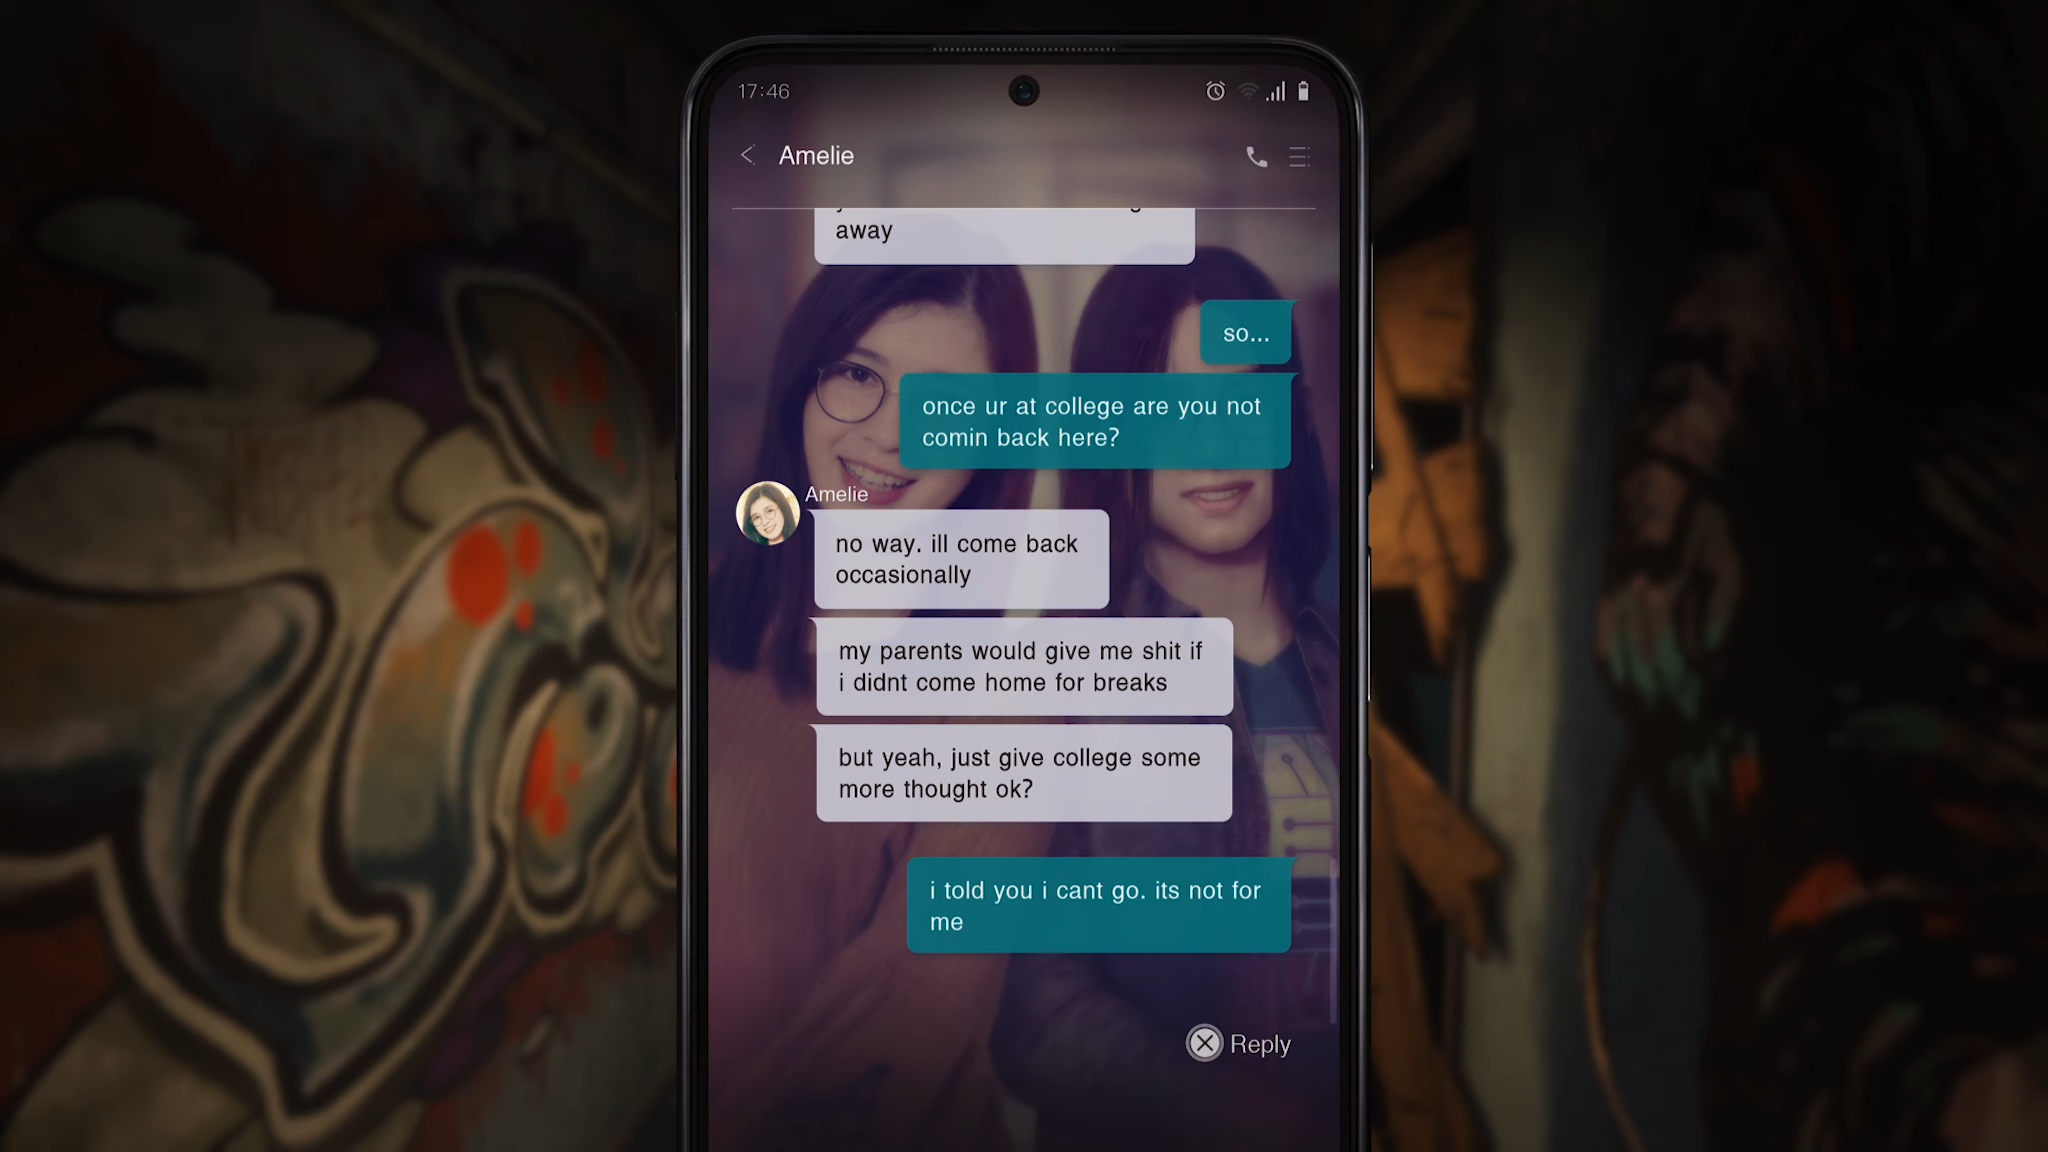 17:46
Amelie
away
so...
once ur at college are you not
comin back here?
Amelie
no way. ill come back
occasionally
my parents would give me shit if
i didnt come home for breaks
but yeah, just give college some
more thought ok?
i told you i cant go. its not for
me
Reply